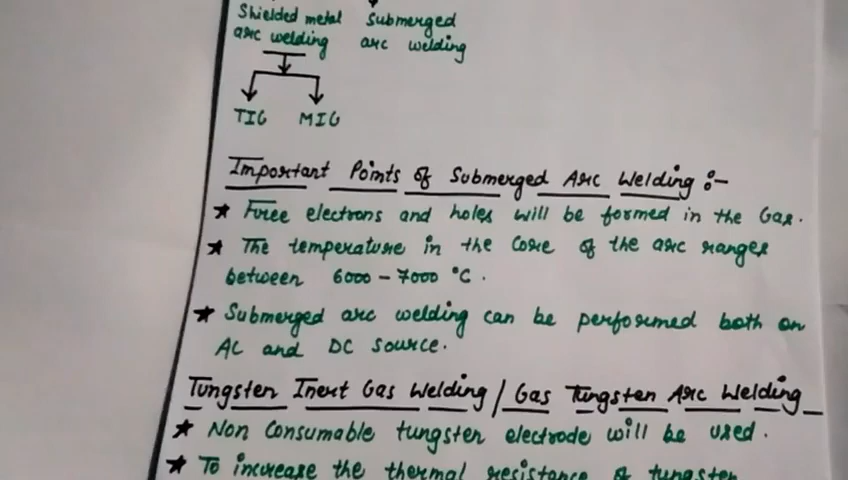 Shielded metal Submerged
arc welding arc welding
TIG MIG
Important Points of Submerged Arc Welding :-
★ Free electrons and holes will be formed in the Gas.
★ The temperature in the Core of the arc ranges
between 6000 - 7000 °C.
★ Submerged arc welding can be performed both on
AC and DC source.
Tungsten Inert Gas Welding / Gas Tungsten Arc Welding
★ Non Consumable tungsten electrode will be used.
★ To increase the thermal resistance of tungsten